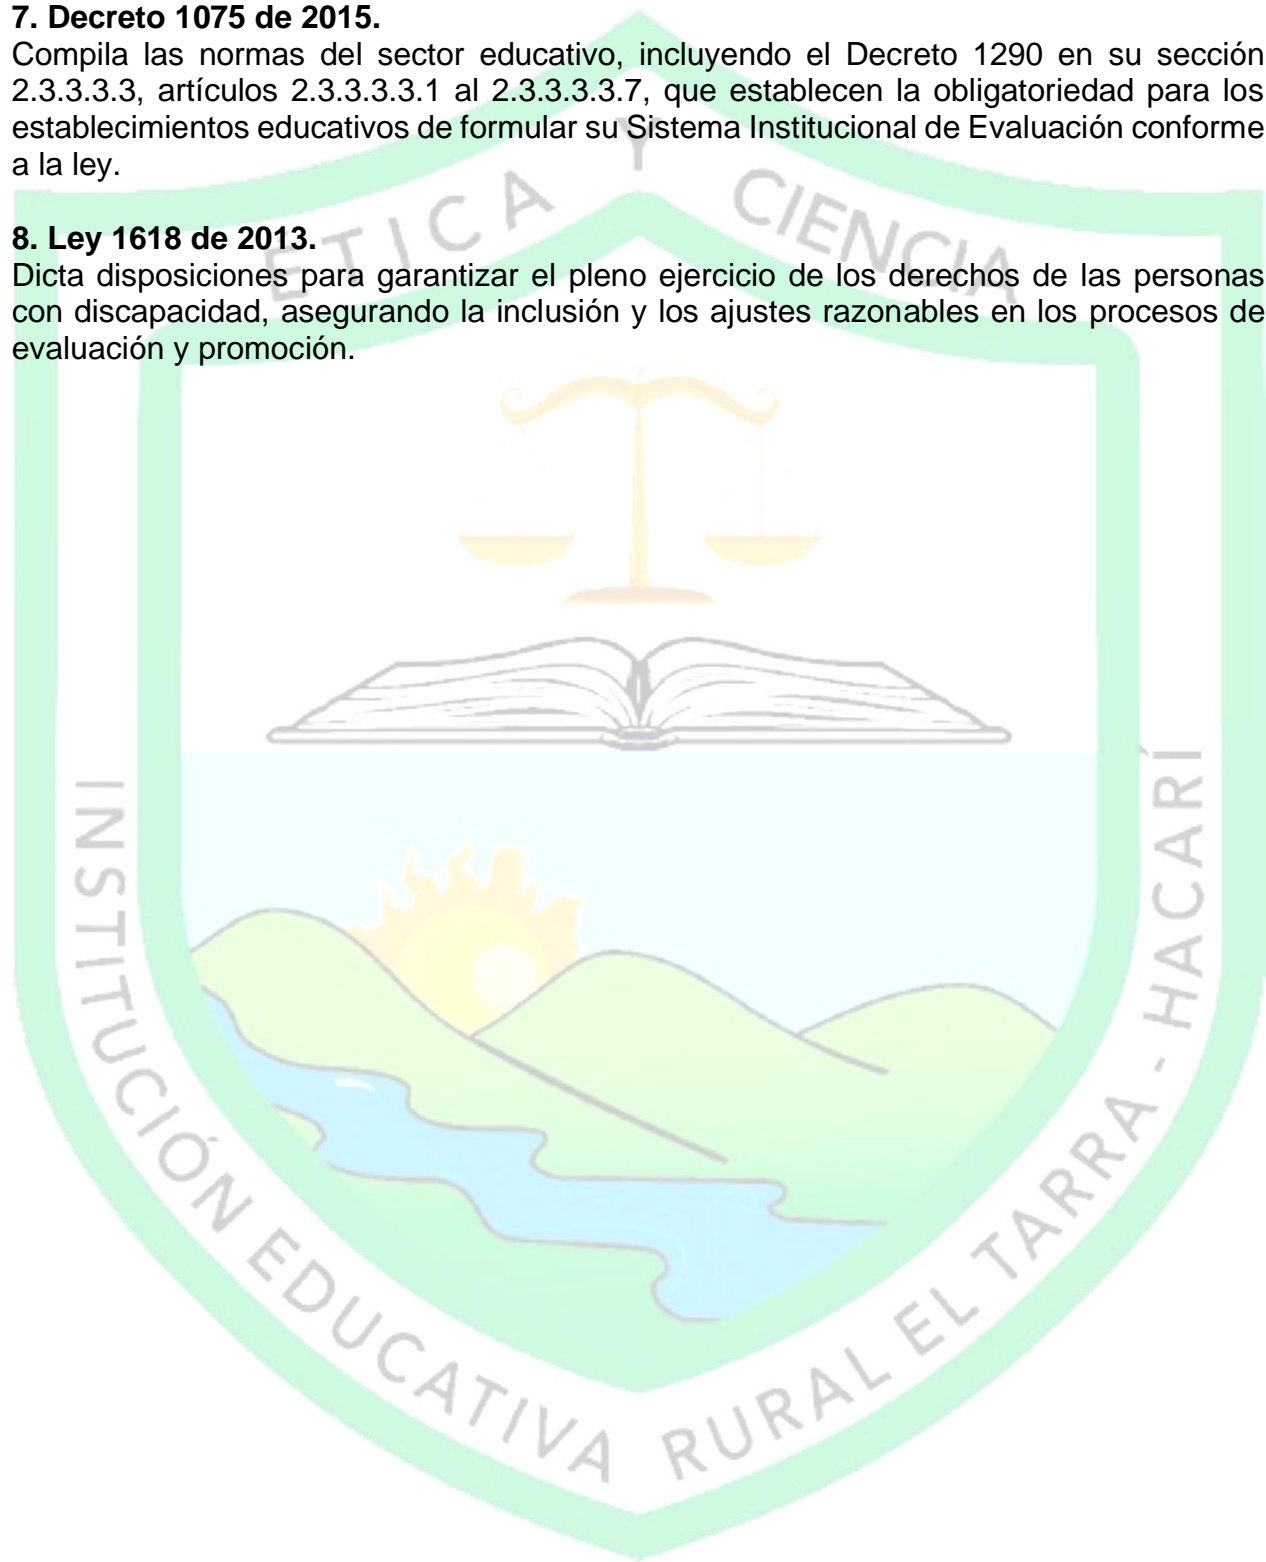 7. Decreto 1075 de 2015.
Compila las normas del sector educativo, incluyendo el Decreto 1290 en su sección
2.3.3.3.3, artículos 2.3.3.3.3.1 al 2.3.3.3.3.7, que establecen la obligatoriedad para los
establecimientos educativos de formular su Sistema Institucional de Evaluación conforme
a la ley.
8. Ley 1618 de 2013.
Dicta disposiciones para garantizar el pleno ejercicio de los derechos de las personas
con discapacidad, asegurando la inclusión y los ajustes razonables en los procesos de
evaluación y promoción.
ETICA Y CIENCIA
INSTITUCIÓN EDUCATIVA RURAL EL TARRA - HACARÍ